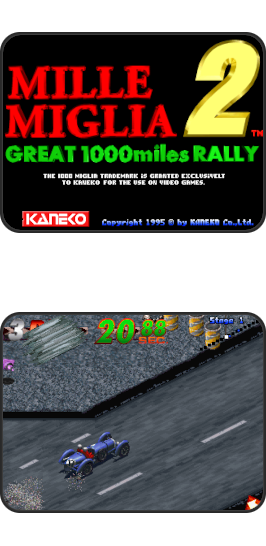 MILLE 2
MIGLIA TM
GREAT 1000miles RALLY
THE 1000 MIGLIA TRADEMARK IS GRANTED EXCLUSIVELY
TO KANEKO FOR THE USE ON VIDEO GAMES.
KANEKO
Copyright 1995 © by KANEKO Co.,Ltd.
20"88
SEC.
Stage 1